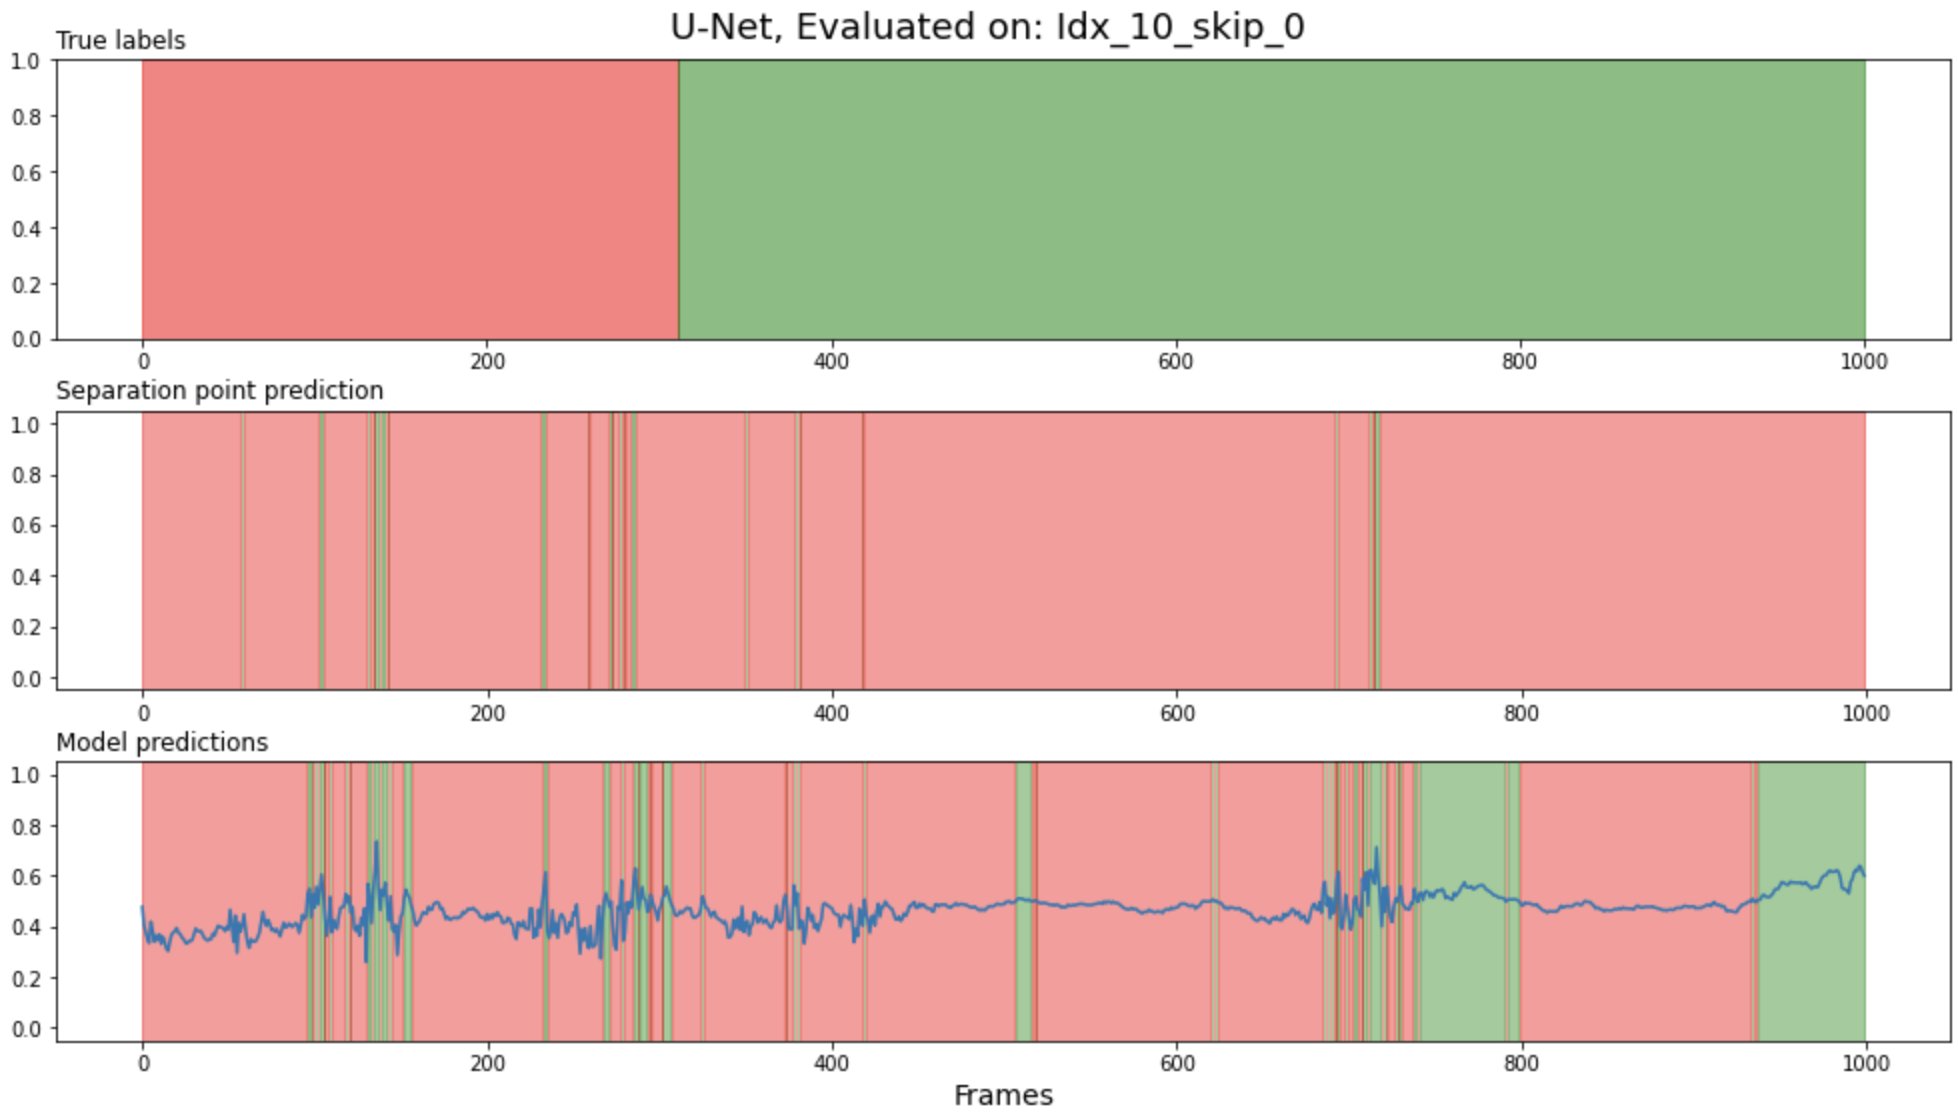 U-Net, Evaluated on: Idx_10_skip_0
True labels
1.0
0.8
0.6
0.4
0.2
0.0
0 200 400 600 800 1000
Separation point prediction
1.0
0.8
0.6
0.4
0.2
0.0
0 200 400 600 800 1000
Model predictions
1.0
0.8
0.6
0.4
0.2
0.0
0 200 400 600 800 1000
Frames